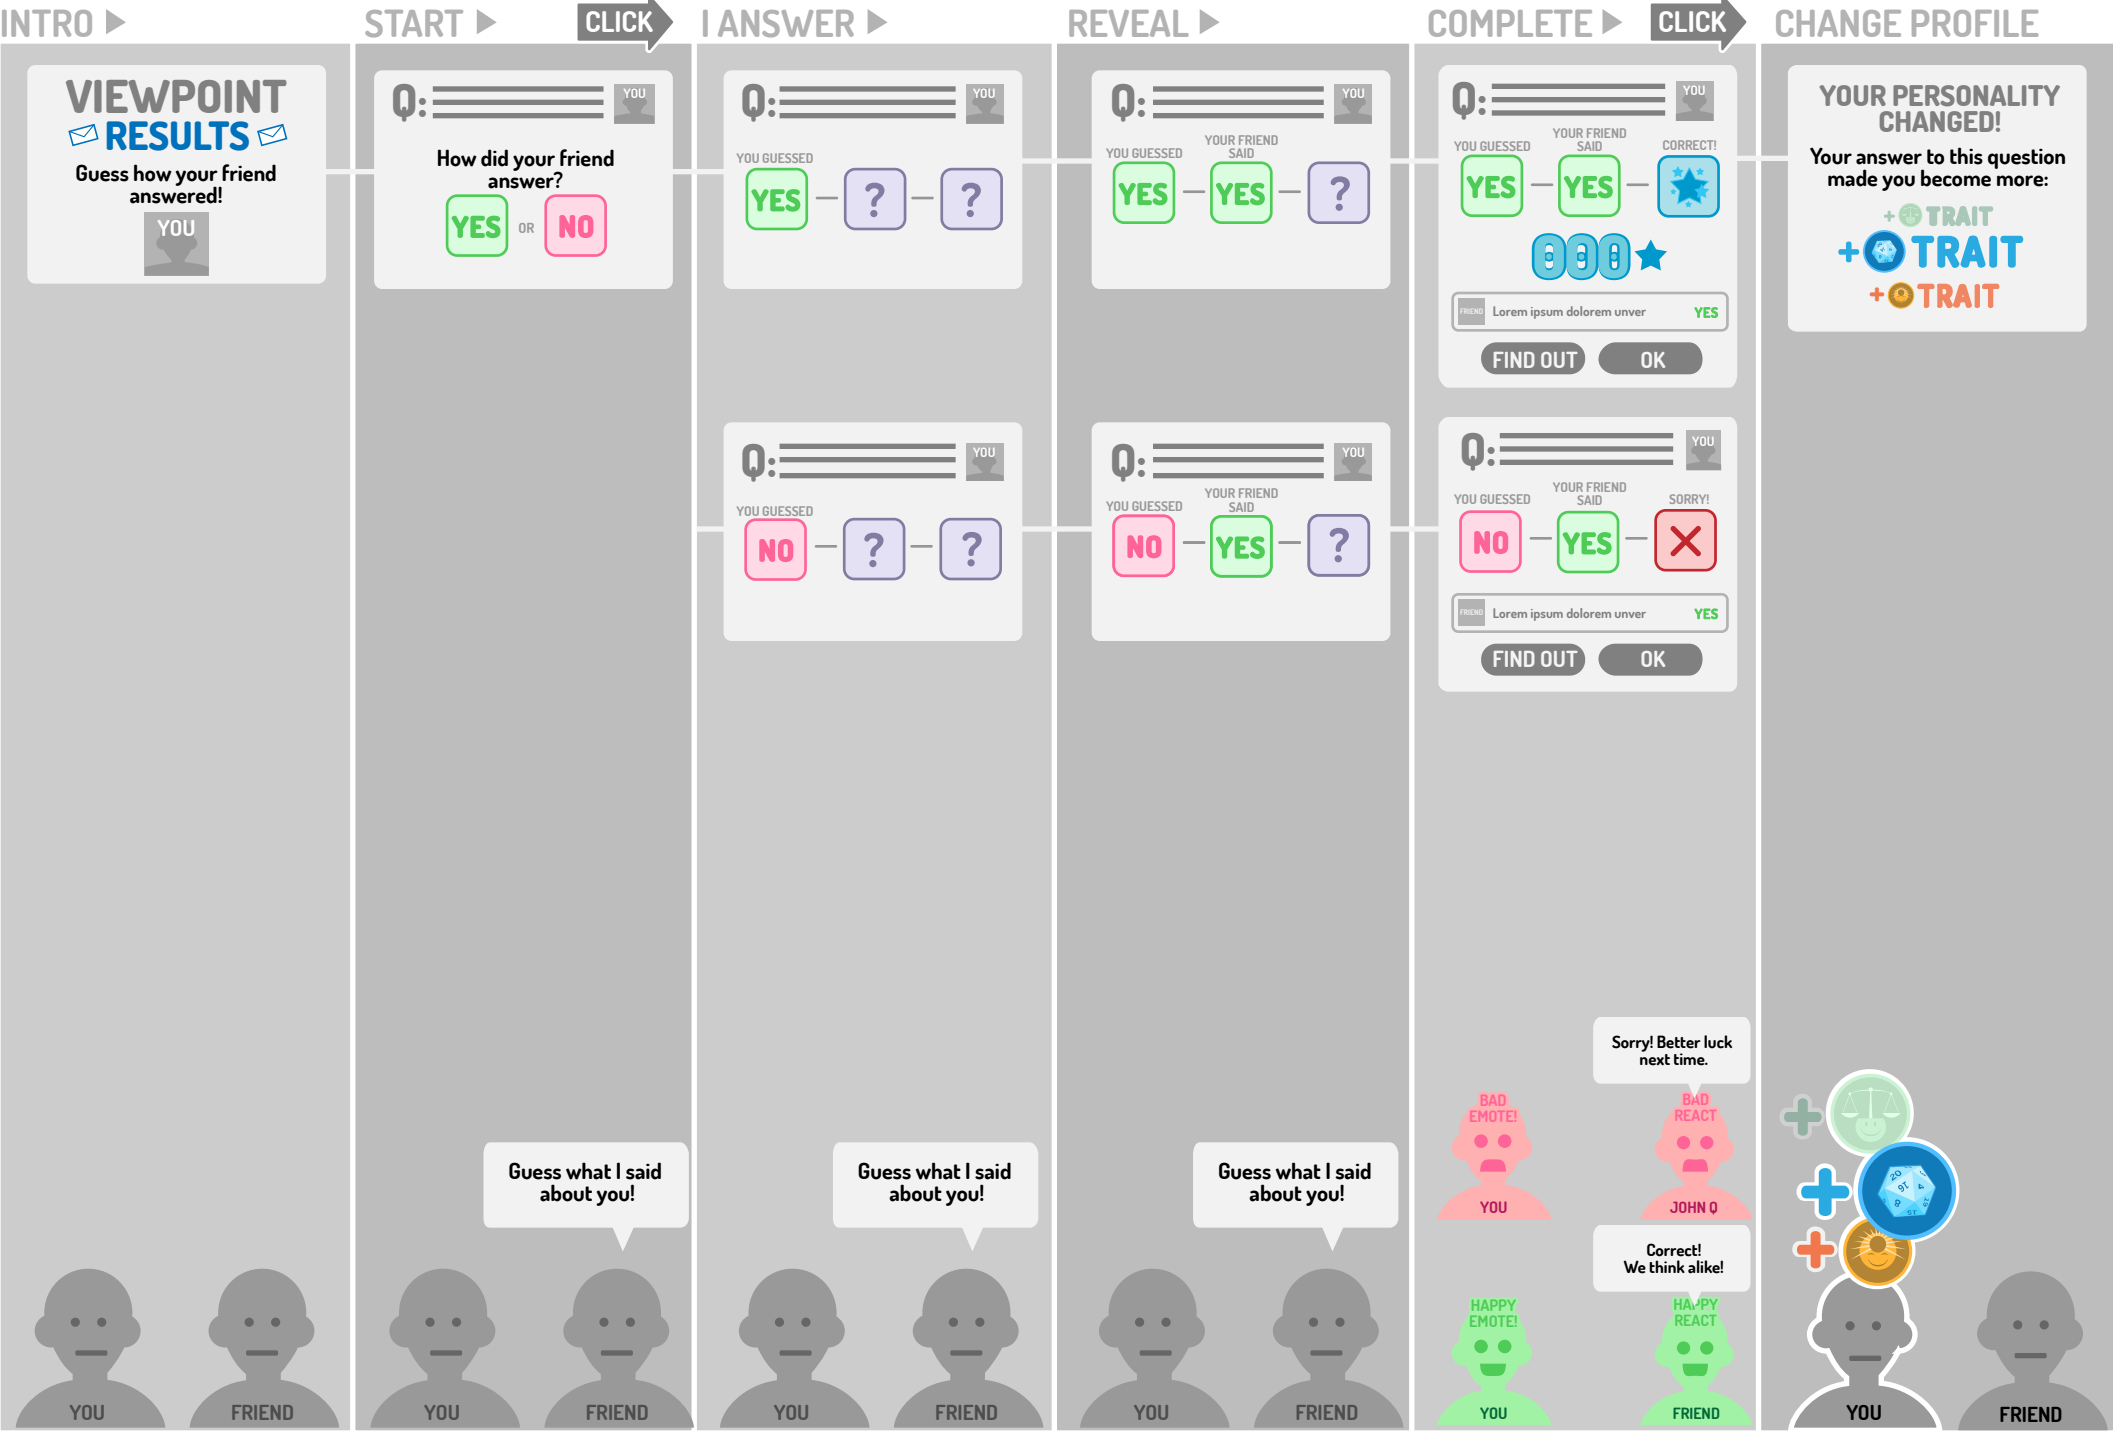 INTRO
START
CLICK
I ANSWER
REVEAL
COMPLETE
CLICK
CHANGE PROFILE
VIEWPOINT
RESULTS
Guess how your friend
answered!
YOU
Q:
YOU
How did your friend
answer?
YES
OR
NO
Q:
YOU
YOU GUESSED
YES
?
?
Q:
YOU
YOU GUESSED
YOUR FRIEND
SAID
YES
YES
?
Q:
YOU
YOU GUESSED
YOUR FRIEND
SAID
CORRECT!
YES
YES
000
FRIEND
Lorem ipsum dolorem unver
YES
FIND OUT
OK
YOUR PERSONALITY
CHANGED!
Your answer to this question
made you become more:
+ TRAIT
+ TRAIT
+ TRAIT
Q:
YOU
YOU GUESSED
NO
?
?
Q:
YOU
YOU GUESSED
YOUR FRIEND
SAID
NO
YES
?
Q:
YOU
YOU GUESSED
YOUR FRIEND
SAID
SORRY!
NO
YES
FRIEND
Lorem ipsum dolorem unver
YES
FIND OUT
OK
YOU
FRIEND
Guess what I said
about you!
YOU
FRIEND
Guess what I said
about you!
YOU
FRIEND
Guess what I said
about you!
YOU
FRIEND
Sorry! Better luck
next time.
BAD
EMOTE!
YOU
BAD
REACT
JOHN Q
Correct!
We think alike!
HAPPY
EMOTE!
YOU
HAPPY
REACT
FRIEND
20
4
8
YOU
FRIEND